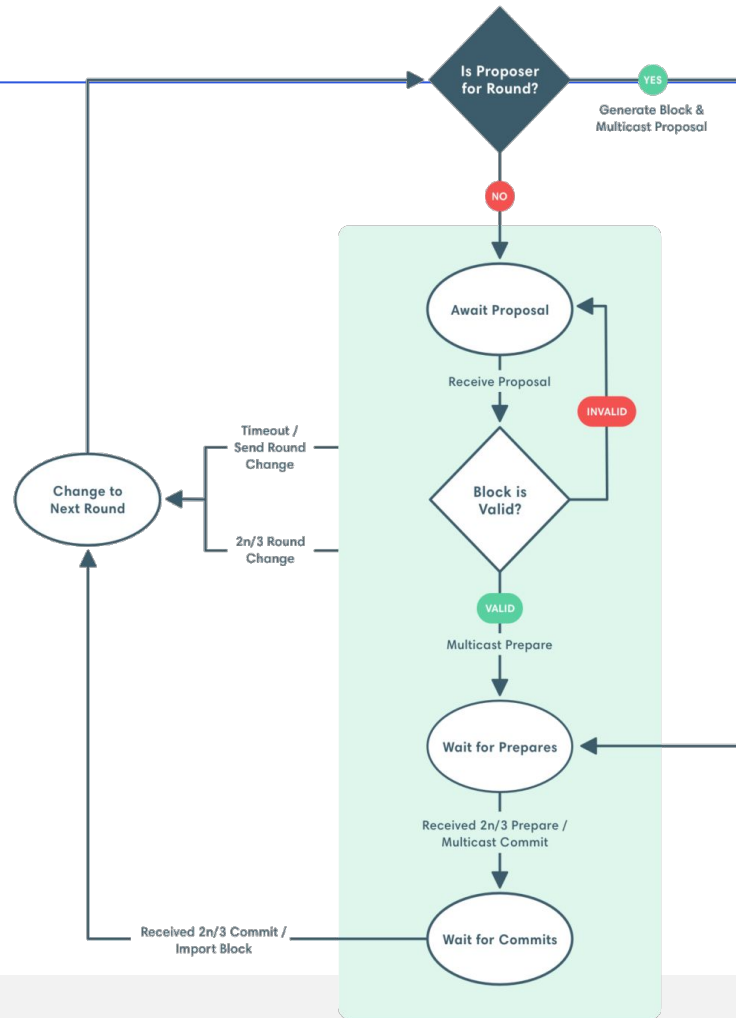 Is Proposer
for Round?
YES
Generate Block &
Multicast Proposal
NO
Await Proposal
Receive Proposal
INVALID
Timeout /
Send Round
Change
Block is
Valid?
Change to
Next Round
2n/3 Round
Change
VALID
Multicast Prepare
Wait for Prepares
Received 2n/3 Prepare /
Multicast Commit
Received 2n/3 Commit /
Import Block
Wait for Commits